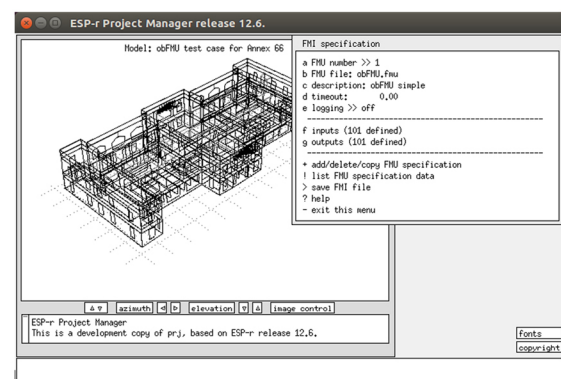 ESP-r Project Manager release 12.6.
Model: obFMU test case for Annex 66
FMI specification
a FMU number >> 1
b FMU file: obFMU.fmu
c description: obFMU simple
d timeout: 0.00
e logging >> off
f inputs (101 defined)
g outputs (101 defined)
+ add/delete/copy FMU specification
! list FMU specification data
> save FMI file
? help
- exit this menu
azimuth
elevation
image control
ESP-r Project Manager
This is a development copy of prj, based on ESP-r release 12.6.
fonts
copyright